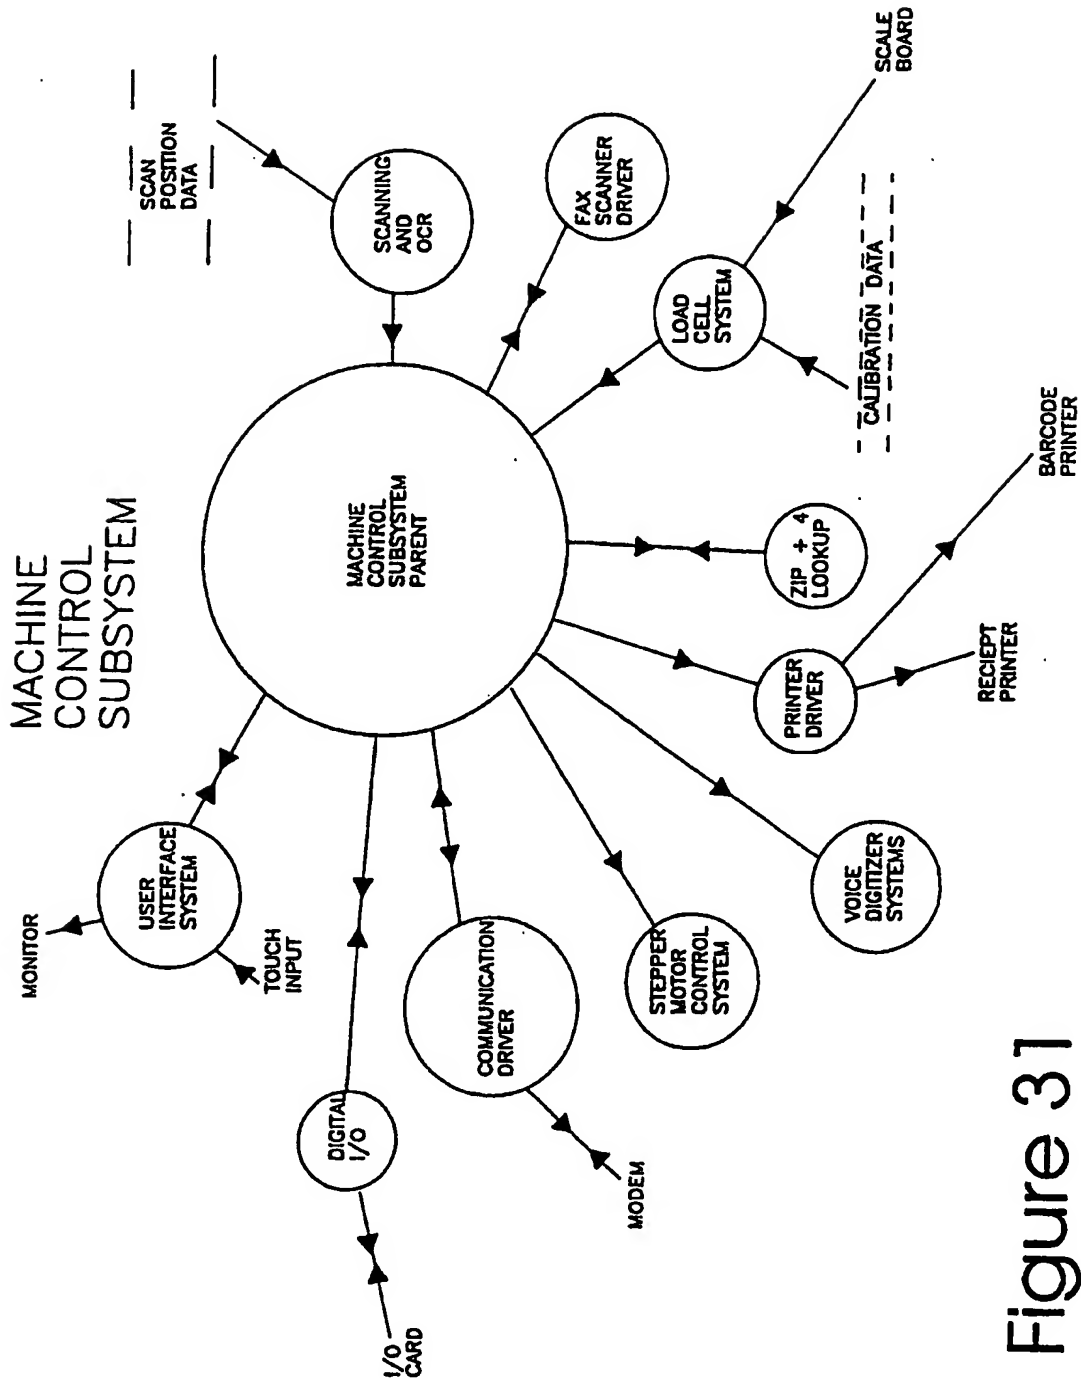 MACHINE
CONTROL
SUBSYSTEM
MONITOR
USER
INTERFACE
SYSTEM
TOUCH
INPUT
SCAN
POSITION
DATA
SCANNING
AND
OCR
MACHINE
CONTROL
SUBSYSTEM
PARENT
FAX
SCANNER
DRIVER
I/O
CARD
DIGITAL
I/O
COMMUNICATION
DRIVER
MODEM
STEPPER
MOTOR
CONTROL
SYSTEM
VOICE
DIGITIZER
SYSTEMS
PRINTER
DRIVER
RECIEPT
PRINTER
BARCODE
PRINTER
ZIP + 4
LOOKUP
LOAD
CELL
SYSTEM
CALIBRATION DATA
SCALE
BOARD
Figure 31